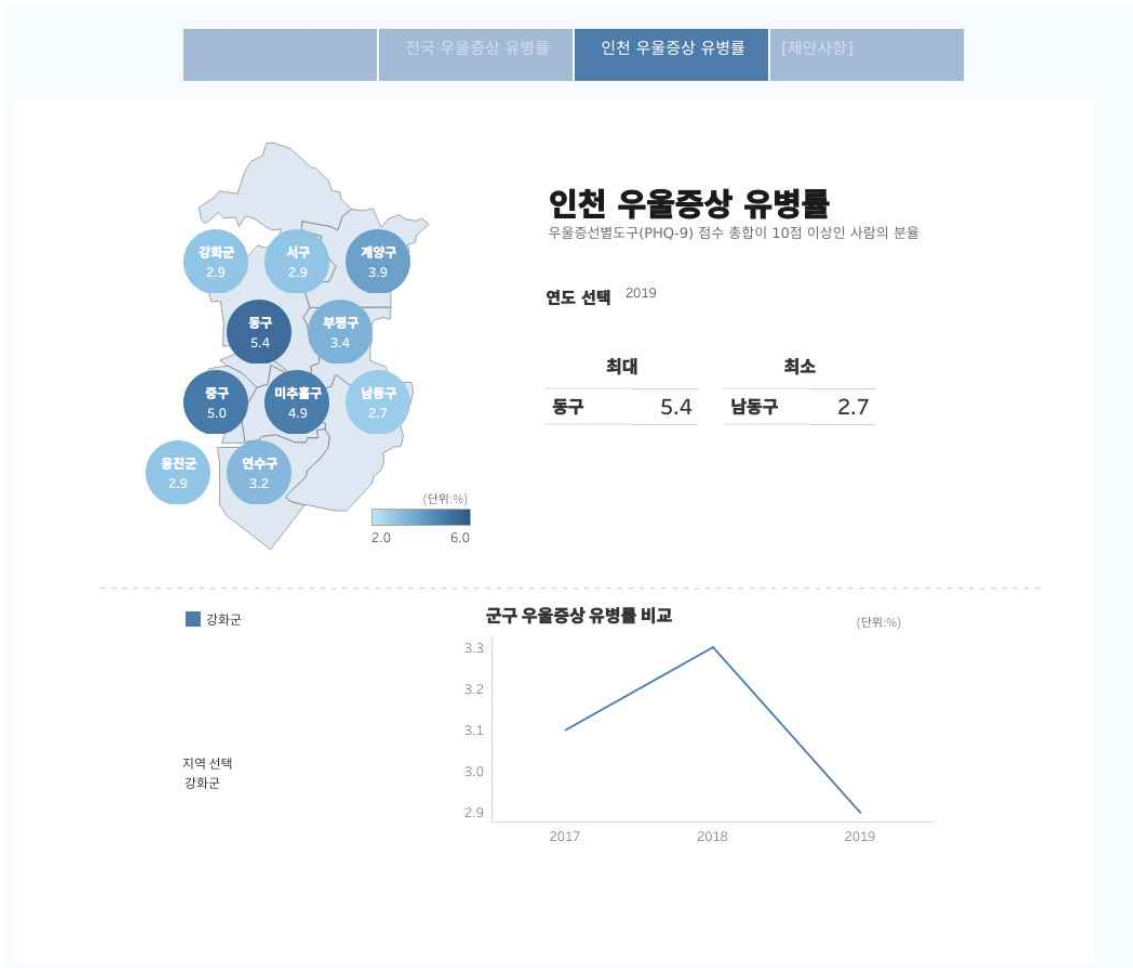 전국 우울증상 유병률
인천 우울증상 유병률
[제안사항]
인천 우울증상 유병률
우울증선별도구(PHQ-9) 점수 총합이 10점 이상인 사람의 분율
강화군
2.9
서구
2.9
계양구
3.9
연도 선택 2019
동구
5.4
부평구
3.4
최대
최소
동구 5.4
남동구 2.7
중구
5.0
미추홀구
4.9
남동구
2.7
옹진군
2.9
연수구
3.2
(단위:%)
2.0 6.0
강화군
군구 우울증상 유병률 비교
(단위:%)
3.3
3.2
3.1
3.0
2.9
지역 선택
강화군
2017 2018 2019